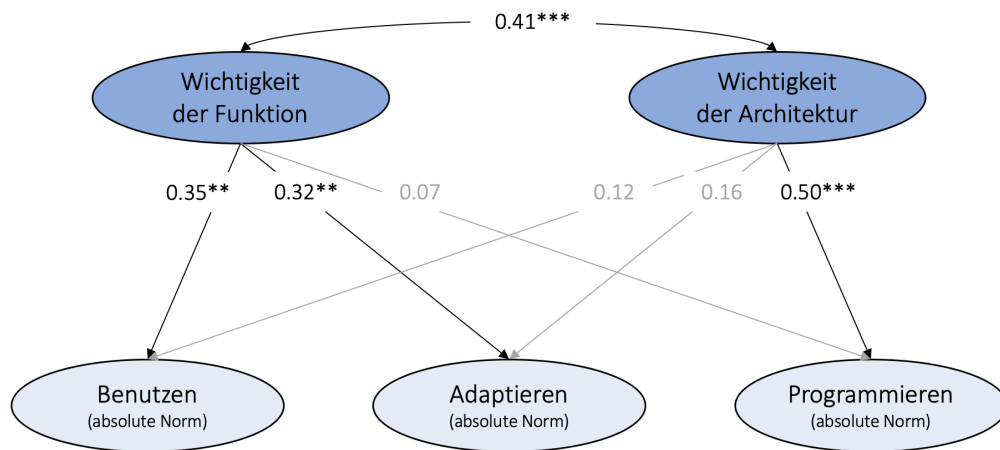 0.41***
Wichtigkeit
der Funktion
Wichtigkeit
der Architektur
0.35**
0.32**
0.07
0.12
0.16
0.50***
Benutzen
(absolute Norm)
Adaptieren
(absolute Norm)
Programmieren
(absolute Norm)